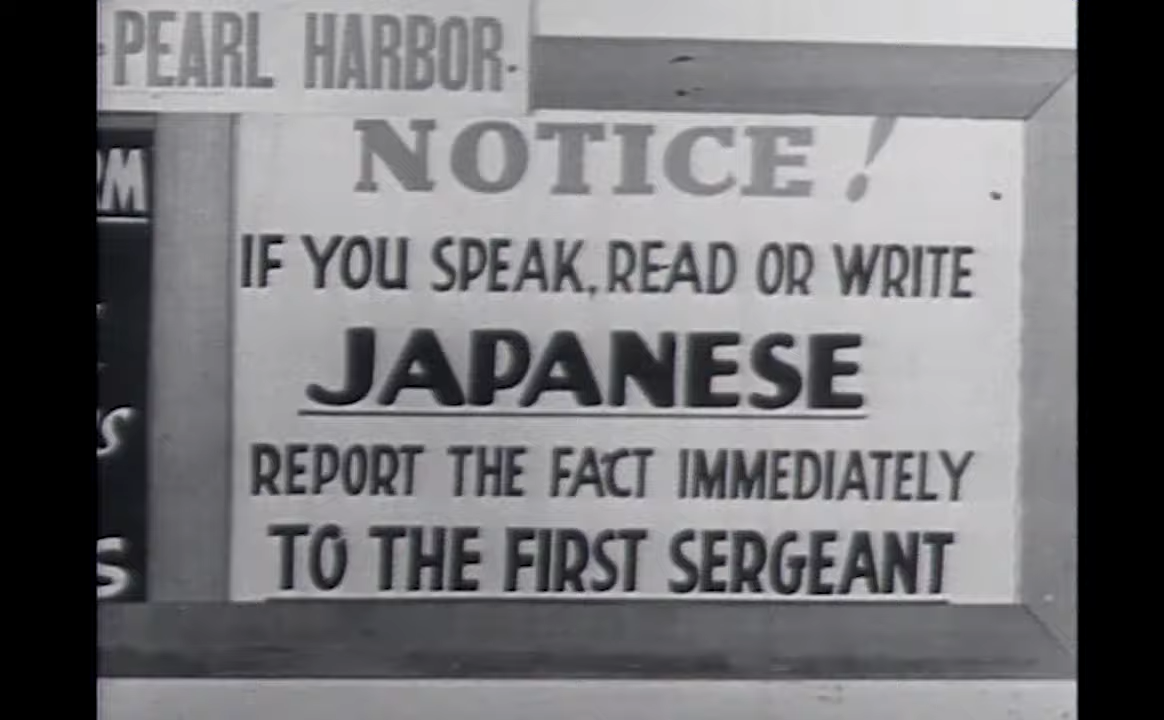 PEARL HARBOR
NOTICE!
IF YOU SPEAK, READ OR WRITE
JAPANESE
REPORT THE FACT IMMEDIATELY
TO THE FIRST SERGEANT